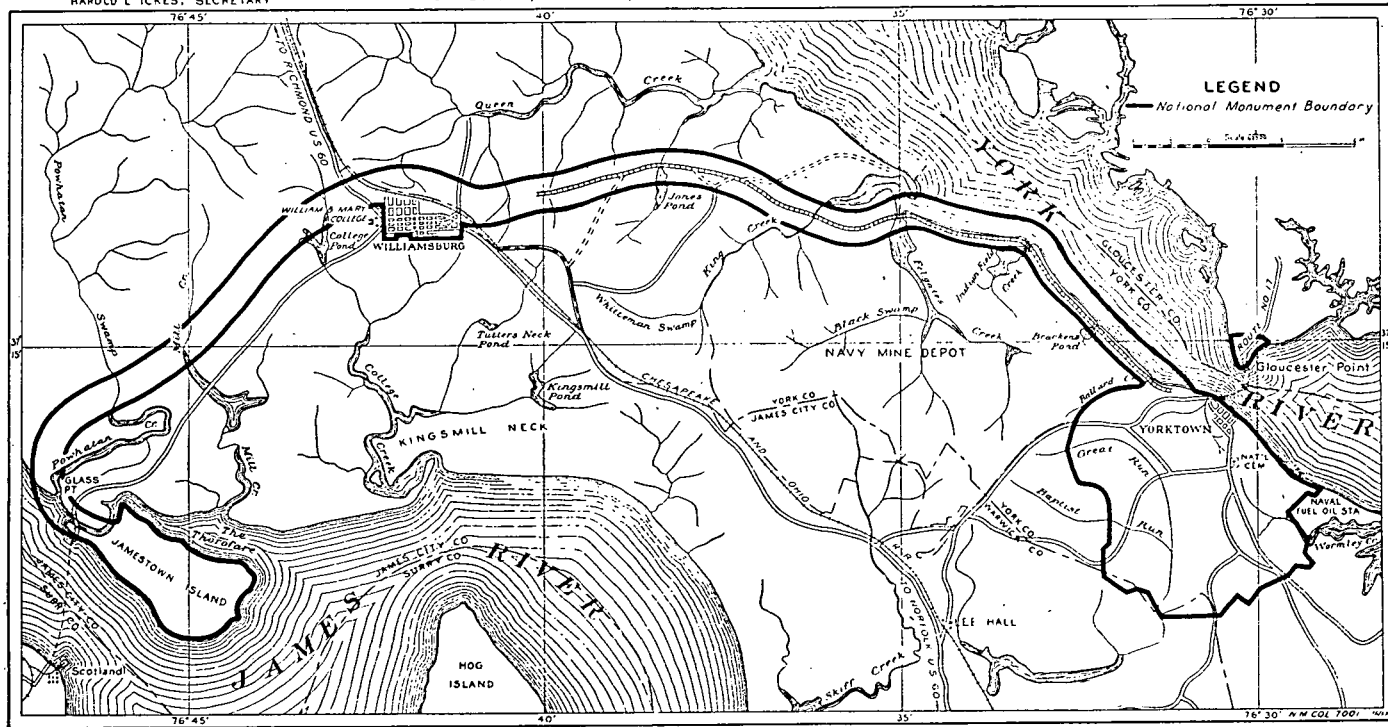 HAROLD L ICKES, SECRETARY
76°45'
40'
35'
76°30'
TO RICHMOND US 60
Queen
Creek
LEGEND
National Monument Boundary
Powhatan
Swamp
YORK
WILLIAM & MARY
COLLEGE
College
Pond
WILLIAMSBURG
Jones
Pond
King
Creek
GLOUCESTER CO
YORK CO.
Felgates
Creek
Indian Field
Creek
ROUTE
NO 17
Cr.
Mill
Whiteman Swamp
Black Swamp
Brackens
Pond
37°
15'
15'
Tutters Neck
Pond
NAVY MINE DEPOT
Gloucester Point
College
Creek
Kingsmill
Pond
CHESAPEAKE
AND
OHIO
RIVER
Ballard C
YORK CO
JAMES CITY CO
Powhatan
Cr
KINGSMILL NECK
YORKTOWN
Great
Run
NAT'L
CEM
GLASS
PT
Mill
Cr.
Baptist
Run
NAVAL
FUEL OIL STA
The
Thorofare
YORK CO
WARWICK CO
Wormley Cr
JAMESTOWN ISLAND
JAMES CITY CO
SURRY CO
RIVER
JAMES CITY CO
SURRY CO
JAMES
TO NORFOLK US 60
LEE HALL
Scotland
HOG
ISLAND
Skiff Creek
76°45'
40'
35'
76°30'
N M COL 7001